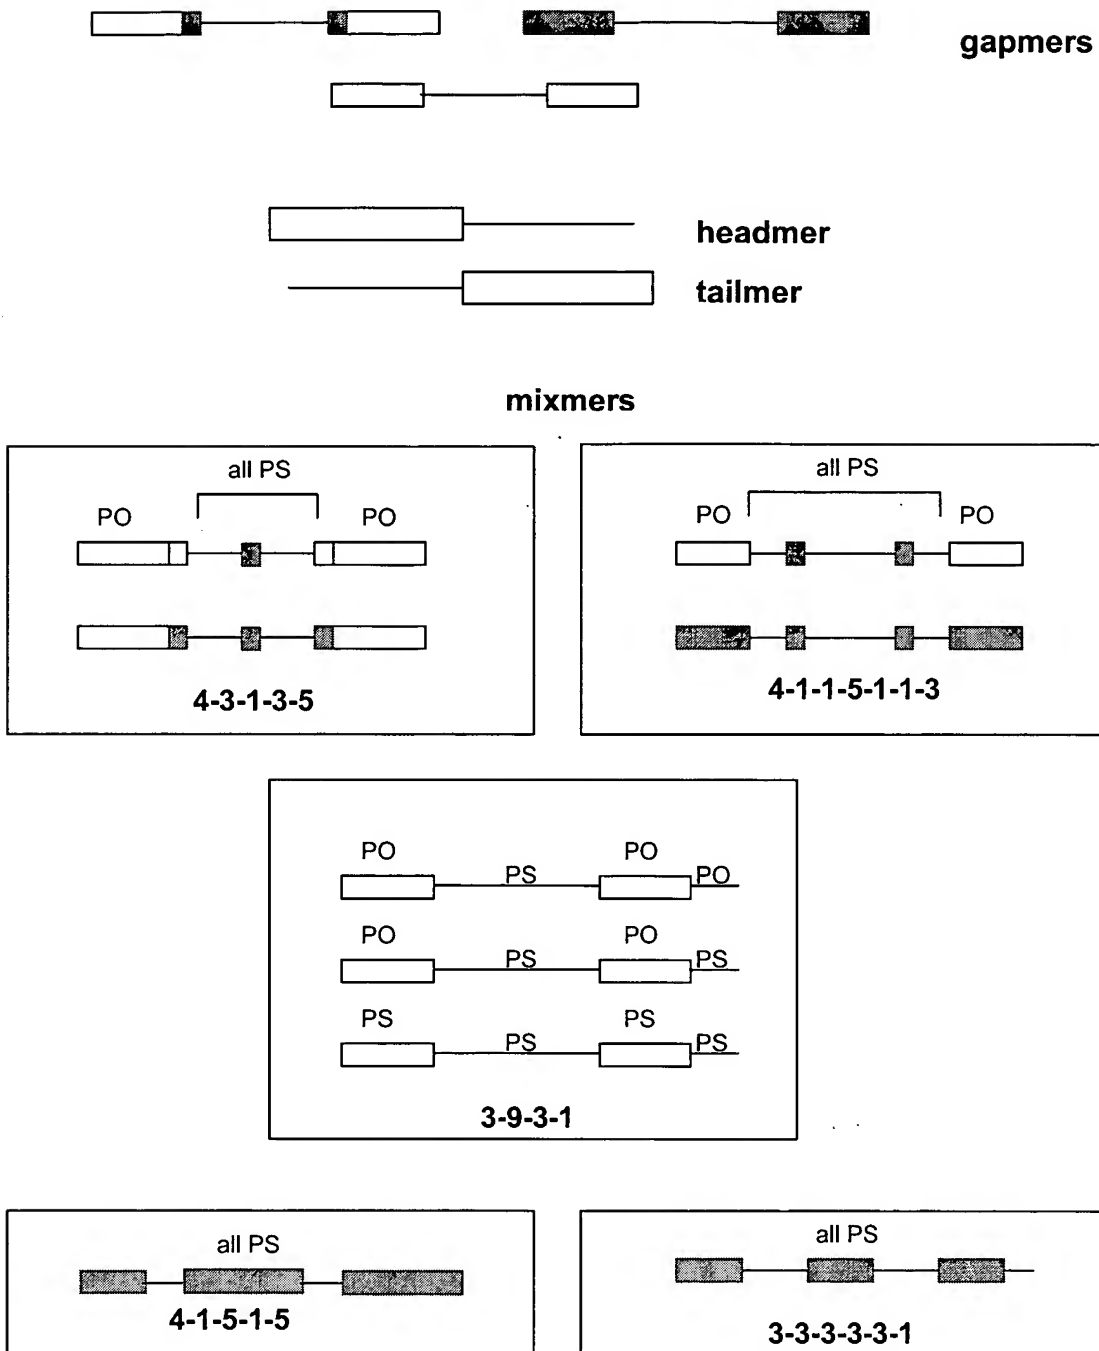 gapmers
headmer
tailmer
mixmers
all PS
PO PO
4-3-1-3-5
all PS
PO PO
4-1-1-5-1-1-3
PO PS PO PO
PO PS PO PS
PS PS PS PS
3-9-3-1
all PS
4-1-5-1-5
all PS
3-3-3-3-3-1